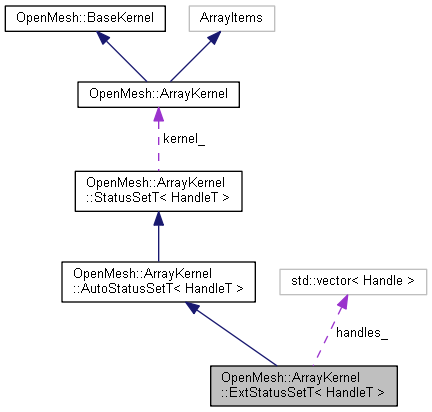 OpenMesh::BaseKernel
ArrayItems
OpenMesh::ArrayKernel
kernel_
OpenMesh::ArrayKernel
::StatusSetT< HandleT >
OpenMesh::ArrayKernel
::AutoStatusSetT< HandleT >
std::vector< Handle >
handles_
OpenMesh::ArrayKernel
::ExtStatusSetT< HandleT >